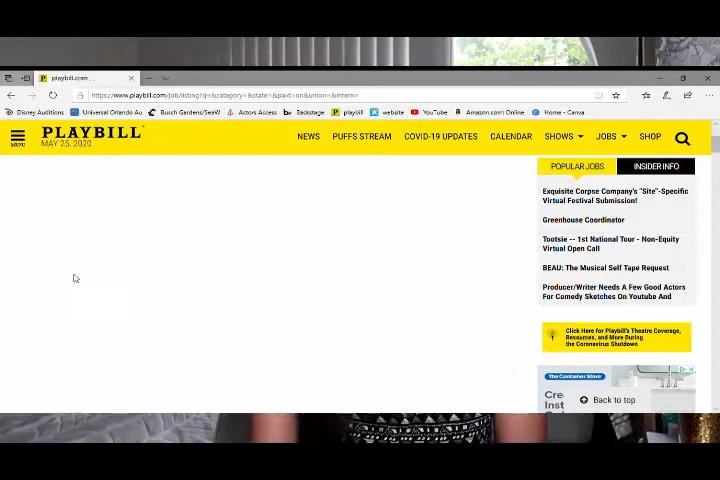 playbill.com
https://www.playbill.com/job/listing?q=&category=&state=&paid=on&union=&intern=
Disney Auditions Universal Orlando Au Busch Gardens/SeaW Actors Access Backstage playbill website YouTube Amazon.com: Online Home - Canva
MENU
PLAYBILL
MAY 25, 2020
NEWS PUFFS STREAM COVID-19 UPDATES CALENDAR SHOWS JOBS SHOP
POPULAR JOBS INSIDER INFO
Exquisite Corpse Company's "Site"-Specific
Virtual Festival Submission!
Greenhouse Coordinator
Tootsie -- 1st National Tour - Non-Equity
Virtual Open Call
BEAU: The Musical Self Tape Request
Producer/Writer Needs A Few Good Actors
For Comedy Sketches On Youtube And
Click Here for Playbill's Theatre Coverage,
Resources, and More During
the Coronavirus Shutdown
The Container Store
Cre
Inst
Back to top